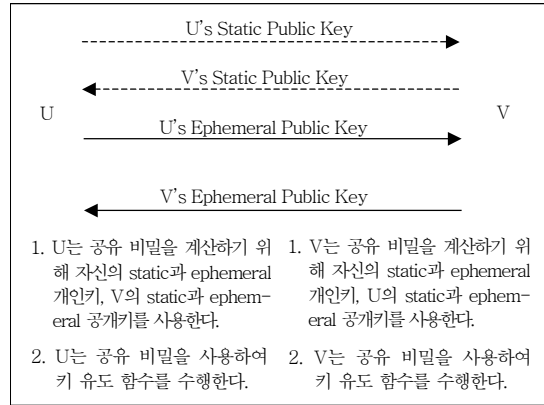 U's Static Public Key
V's Static Public Key
U
V
U's Ephemeral Public Key
V's Ephemeral Public Key
1. U는 공유 비밀을 계산하기 위
해 자신의 static과 ephemeral
개인키, V의 static과 ephem-
eral 공개키를 사용한다.
2. U는 공유 비밀을 사용하여
키 유도 함수를 수행한다.
1. V는 공유 비밀을 계산하기 위
해 자신의 static과 ephemeral
개인키, U의 static과 ephem-
eral 공개키를 사용한다.
2. V는 공유 비밀을 사용하여
키 유도 함수를 수행한다.